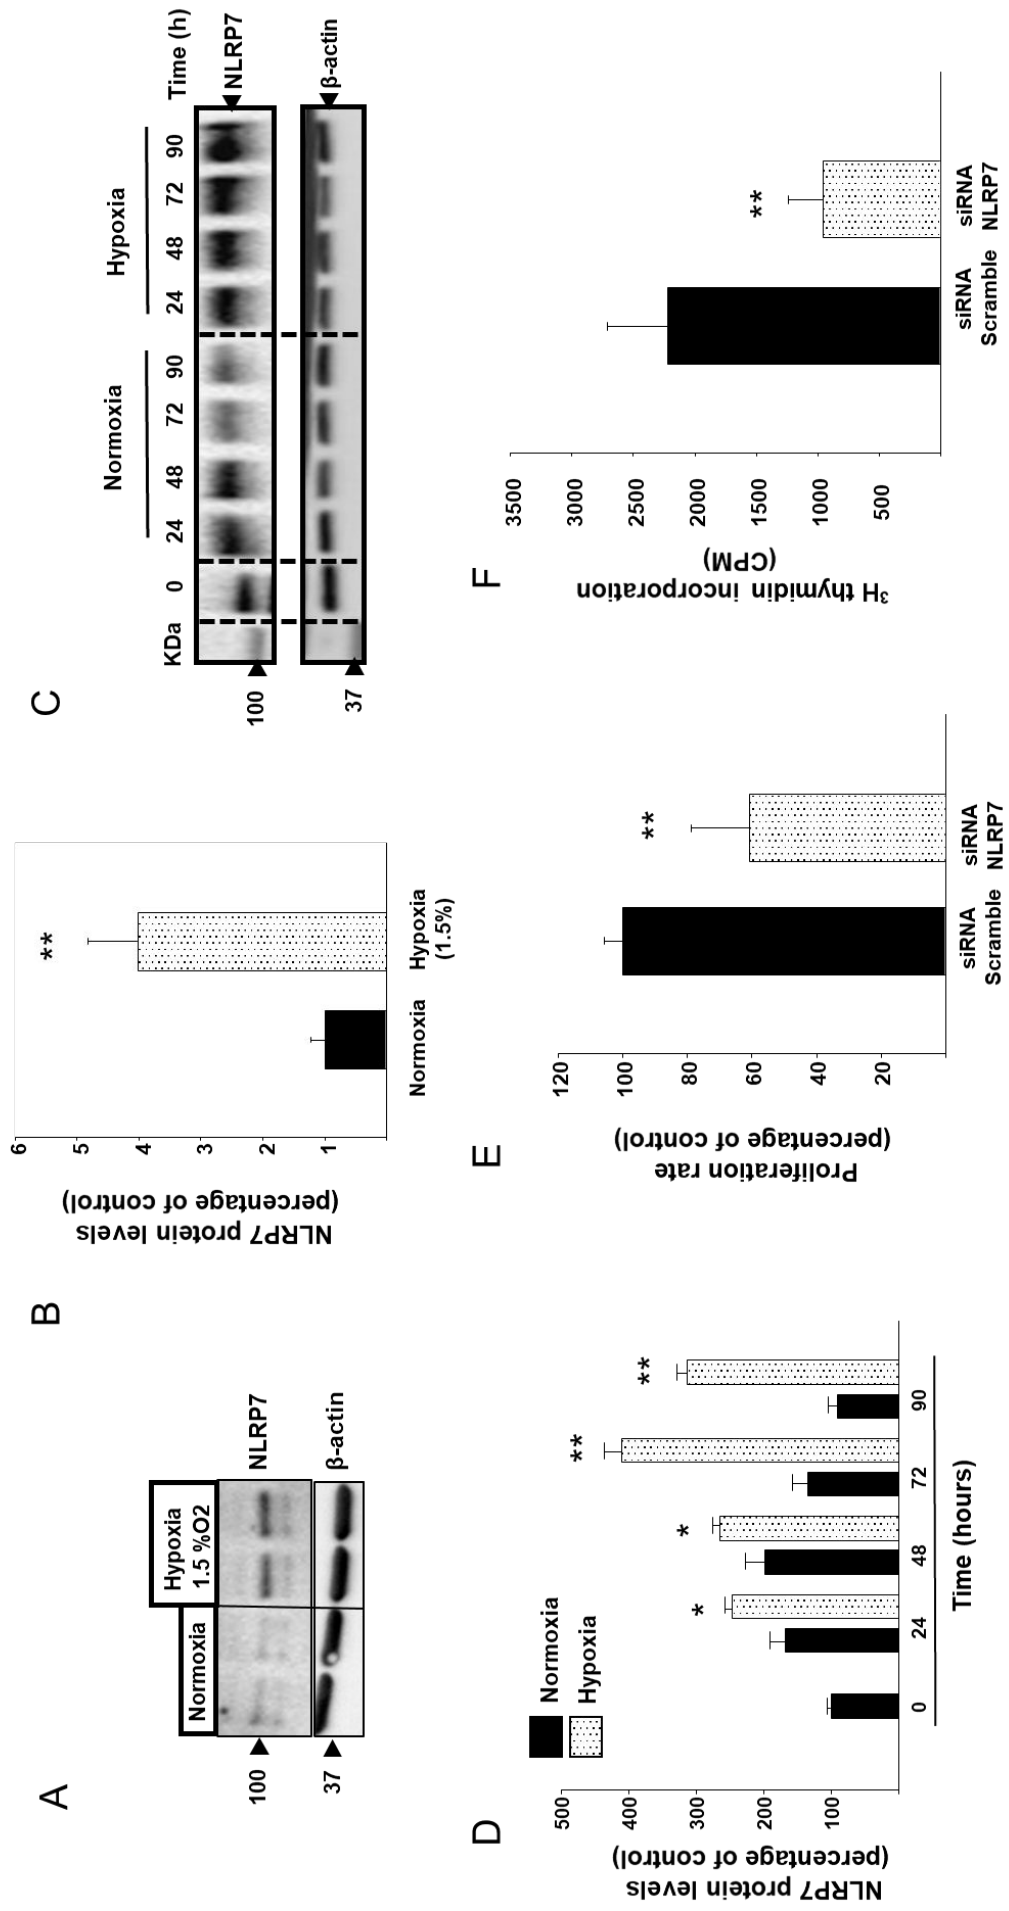 A
Normoxia
Hypoxia
1.5 %O2
100
NLRP7
37
β-actin
B
NLRP7 protein levels
(percentage of control)
6
5
4
3
2
1
**
Normoxia
Hypoxia
(1.5%)
C
Normoxia
Hypoxia
KDa
0
24
48
72
90
24
48
72
90
Time (h)
100
NLRP7
37
β-actin
D
NLRP7 protein levels
(percentage of control)
500
400
300
200
100
Normoxia
Hypoxia
*
*
**
**
0
24
48
72
90
Time (hours)
E
Proliferation rate
(percentage of control)
120
100
80
60
40
20
**
siRNA
Scramble
siRNA
NLRP7
F
³H thymidin incorporation
(CPM)
3500
3000
2500
2000
1500
1000
500
**
siRNA
Scramble
siRNA
NLRP7